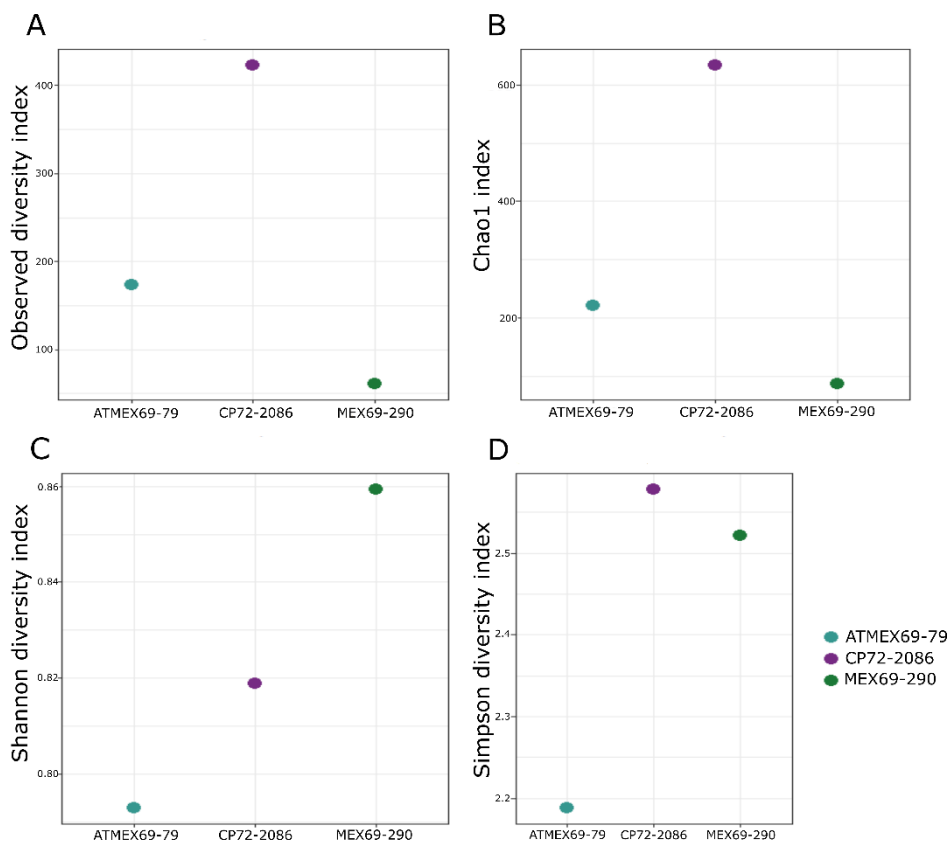 A
Observed diversity index
400
300
200
100
ATMEX69-79 CP72-2086 MEX69-290
B
Chao1 index
600
400
200
ATMEX69-79 CP72-2086 MEX69-290
C
Shannon diversity index
0.86
0.84
0.82
0.80
ATMEX69-79 CP72-2086 MEX69-290
D
Simpson diversity index
2.5
2.4
2.3
2.2
ATMEX69-79 CP72-2086 MEX69-290
ATMEX69-79
CP72-2086
MEX69-290